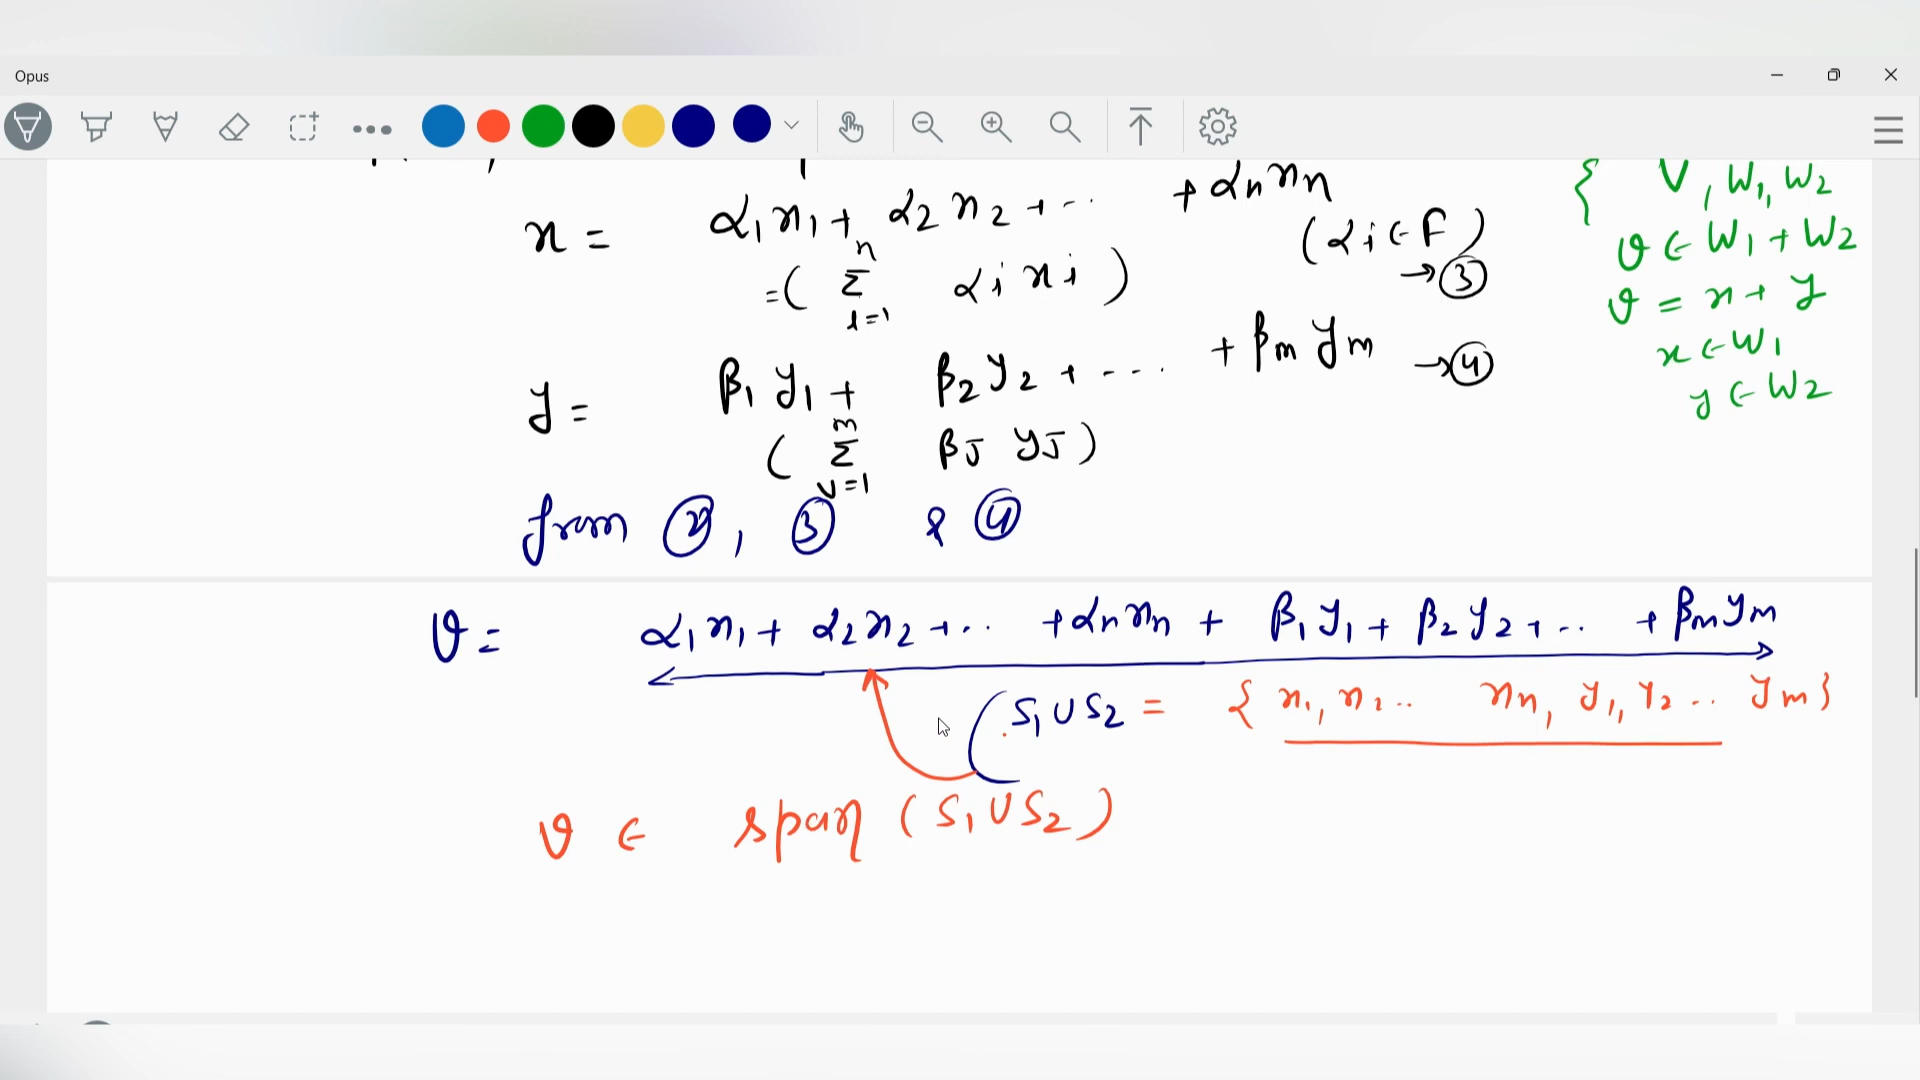 Opus
x = α₁x₁ + α₂x₂ + ... + αₙxₙ
(αi ∈ F)
= ( n Σ i=1 αi xi ) → ③
y = β₁y₁ + β₂y₂ + ... + βₘyₘ → ④
( m Σ J=1 βJ yJ )
{ V, W₁, W₂
v ∈ W₁ + W₂
v = x + y
x ∈ W₁
y ∈ W₂
from ②, ③ & ④
v = α₁x₁ + α₂x₂ + ... + αₙxₙ + β₁y₁ + β₂y₂ + ... + βₘyₘ
( S₁ ∪ S₂ = { x₁, x₂ .. xₙ, y₁, y₂ ... yₘ }
v ∈ span (S₁ ∪ S₂)